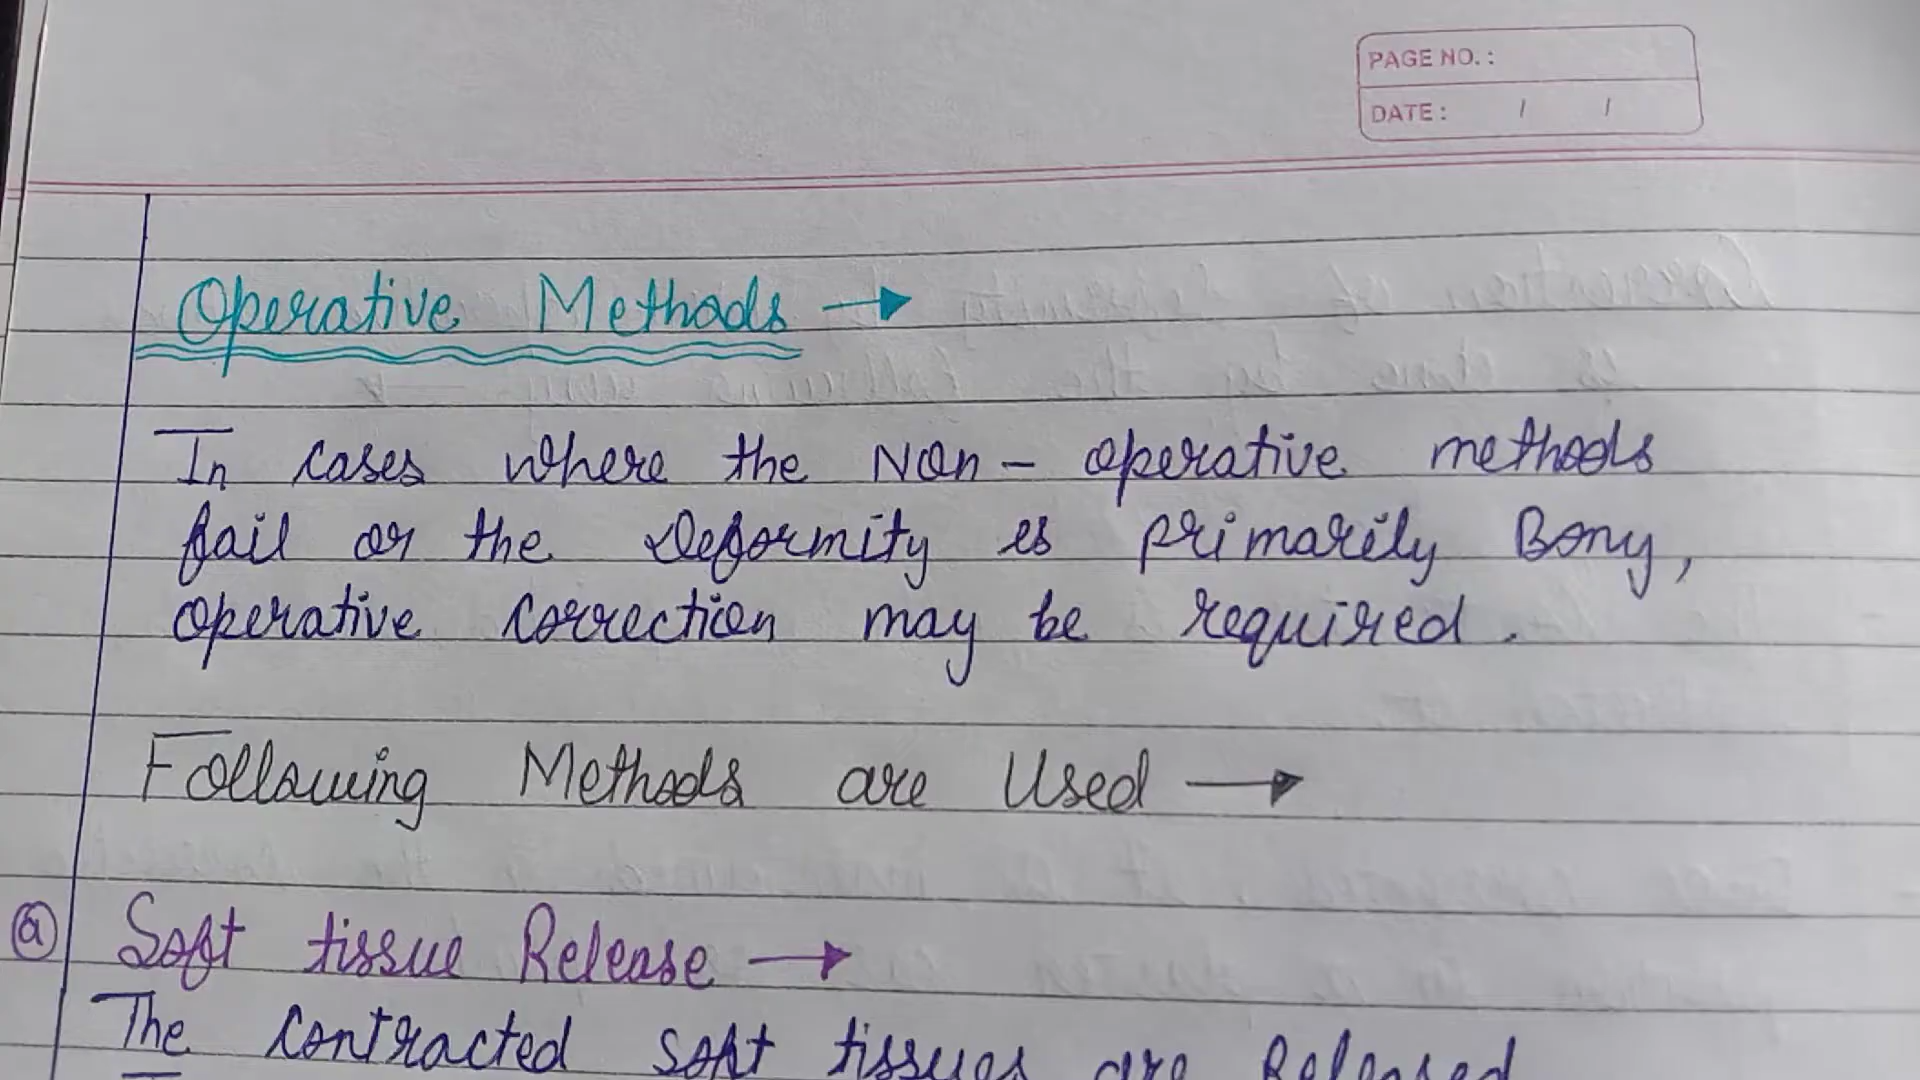 PAGE NO. :
DATE : / /
Operative Methods →
In cases where the Non - operative methods
fail or the Deformity is primarily Bony,
operative correction may be required.
Following Methods are Used →
(a) Soft tissue Release →
The contracted soft tissues are Released